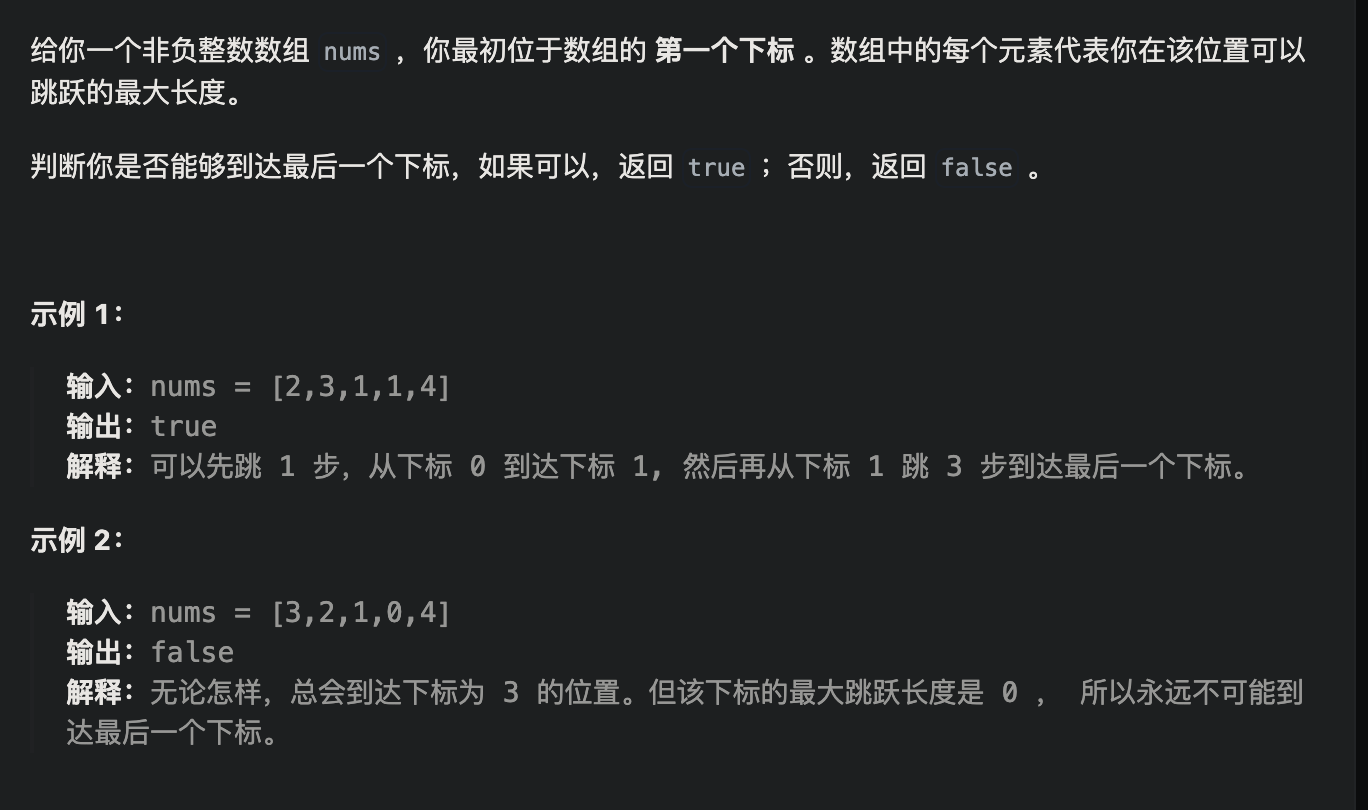 给你一个非负整数数组 nums ，你最初位于数组的 第一个下标 。数组中的每个元素代表你在该位置可以
跳跃的最大长度。
判断你是否能够到达最后一个下标，如果可以，返回 true ；否则，返回 false 。
示例 1：
输入：nums = [2,3,1,1,4]
输出：true
解释：可以先跳 1 步，从下标 0 到达下标 1, 然后再从下标 1 跳 3 步到达最后一个下标。
示例 2：
输入：nums = [3,2,1,0,4]
输出：false
解释：无论怎样，总会到达下标为 3 的位置。但该下标的最大跳跃长度是 0 ， 所以永远不可能到
达最后一个下标。